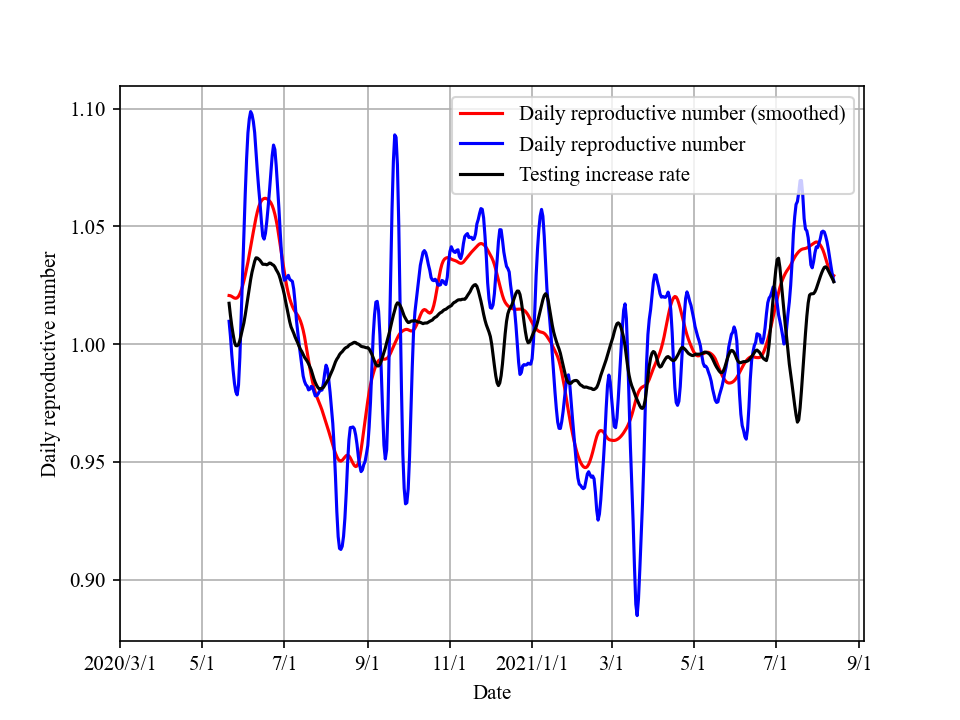 Daily reproductive number (smoothed)
Daily reproductive number
Testing increase rate
1.10
1.05
1.00
0.95
0.90
Daily reproductive number
2020/3/1 5/1 7/1 9/1 11/1 2021/1/1 3/1 5/1 7/1 9/1
Date